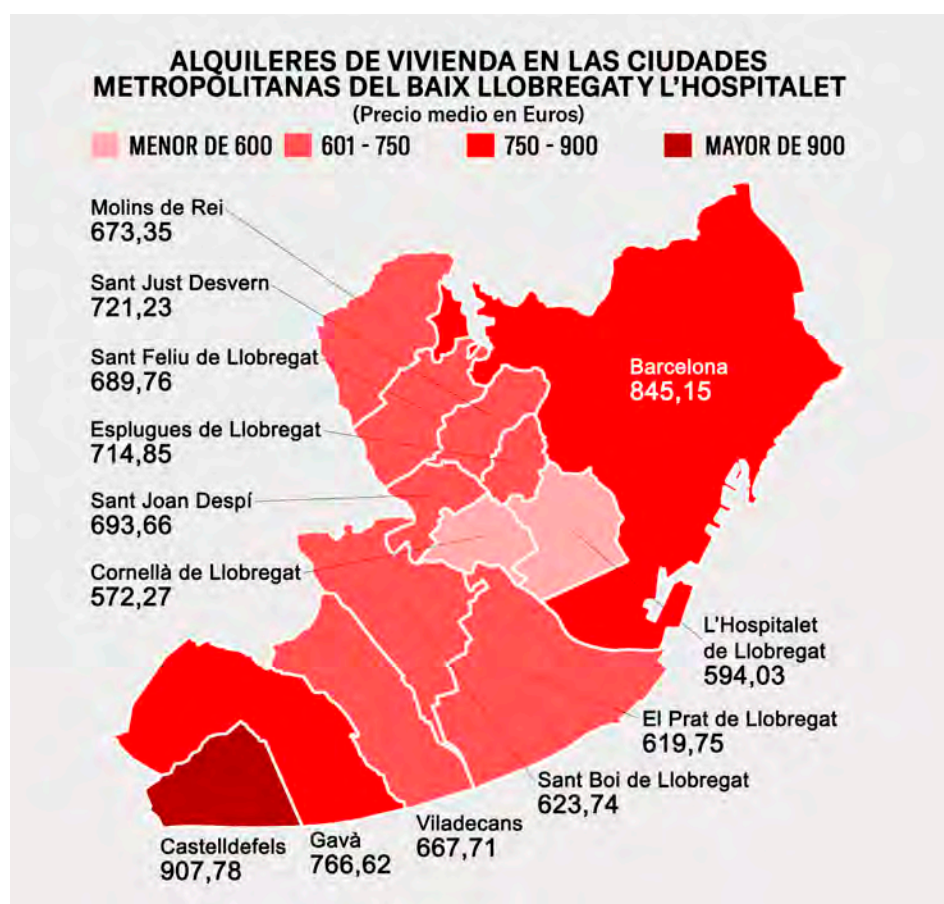 ALQUILERES DE VIVIENDA EN LAS CIUDADES
METROPOLITANAS DEL BAIX LLOBREGAT Y L'HOSPITALET
(Precio medio en Euros)
MENOR DE 600
601 - 750
750 - 900
MAYOR DE 900
Molins de Rei
673,35
Sant Just Desvern
721,23
Sant Feliu de Llobregat
689,76
Esplugues de Llobregat
714,85
Sant Joan Despí
693,66
Cornellà de Llobregat
572,27
Barcelona
845,15
L'Hospitalet
de Llobregat
594,03
El Prat de Llobregat
619,75
Sant Boi de Llobregat
623,74
Viladecans
667,71
Gavà
766,62
Castelldefels
907,78